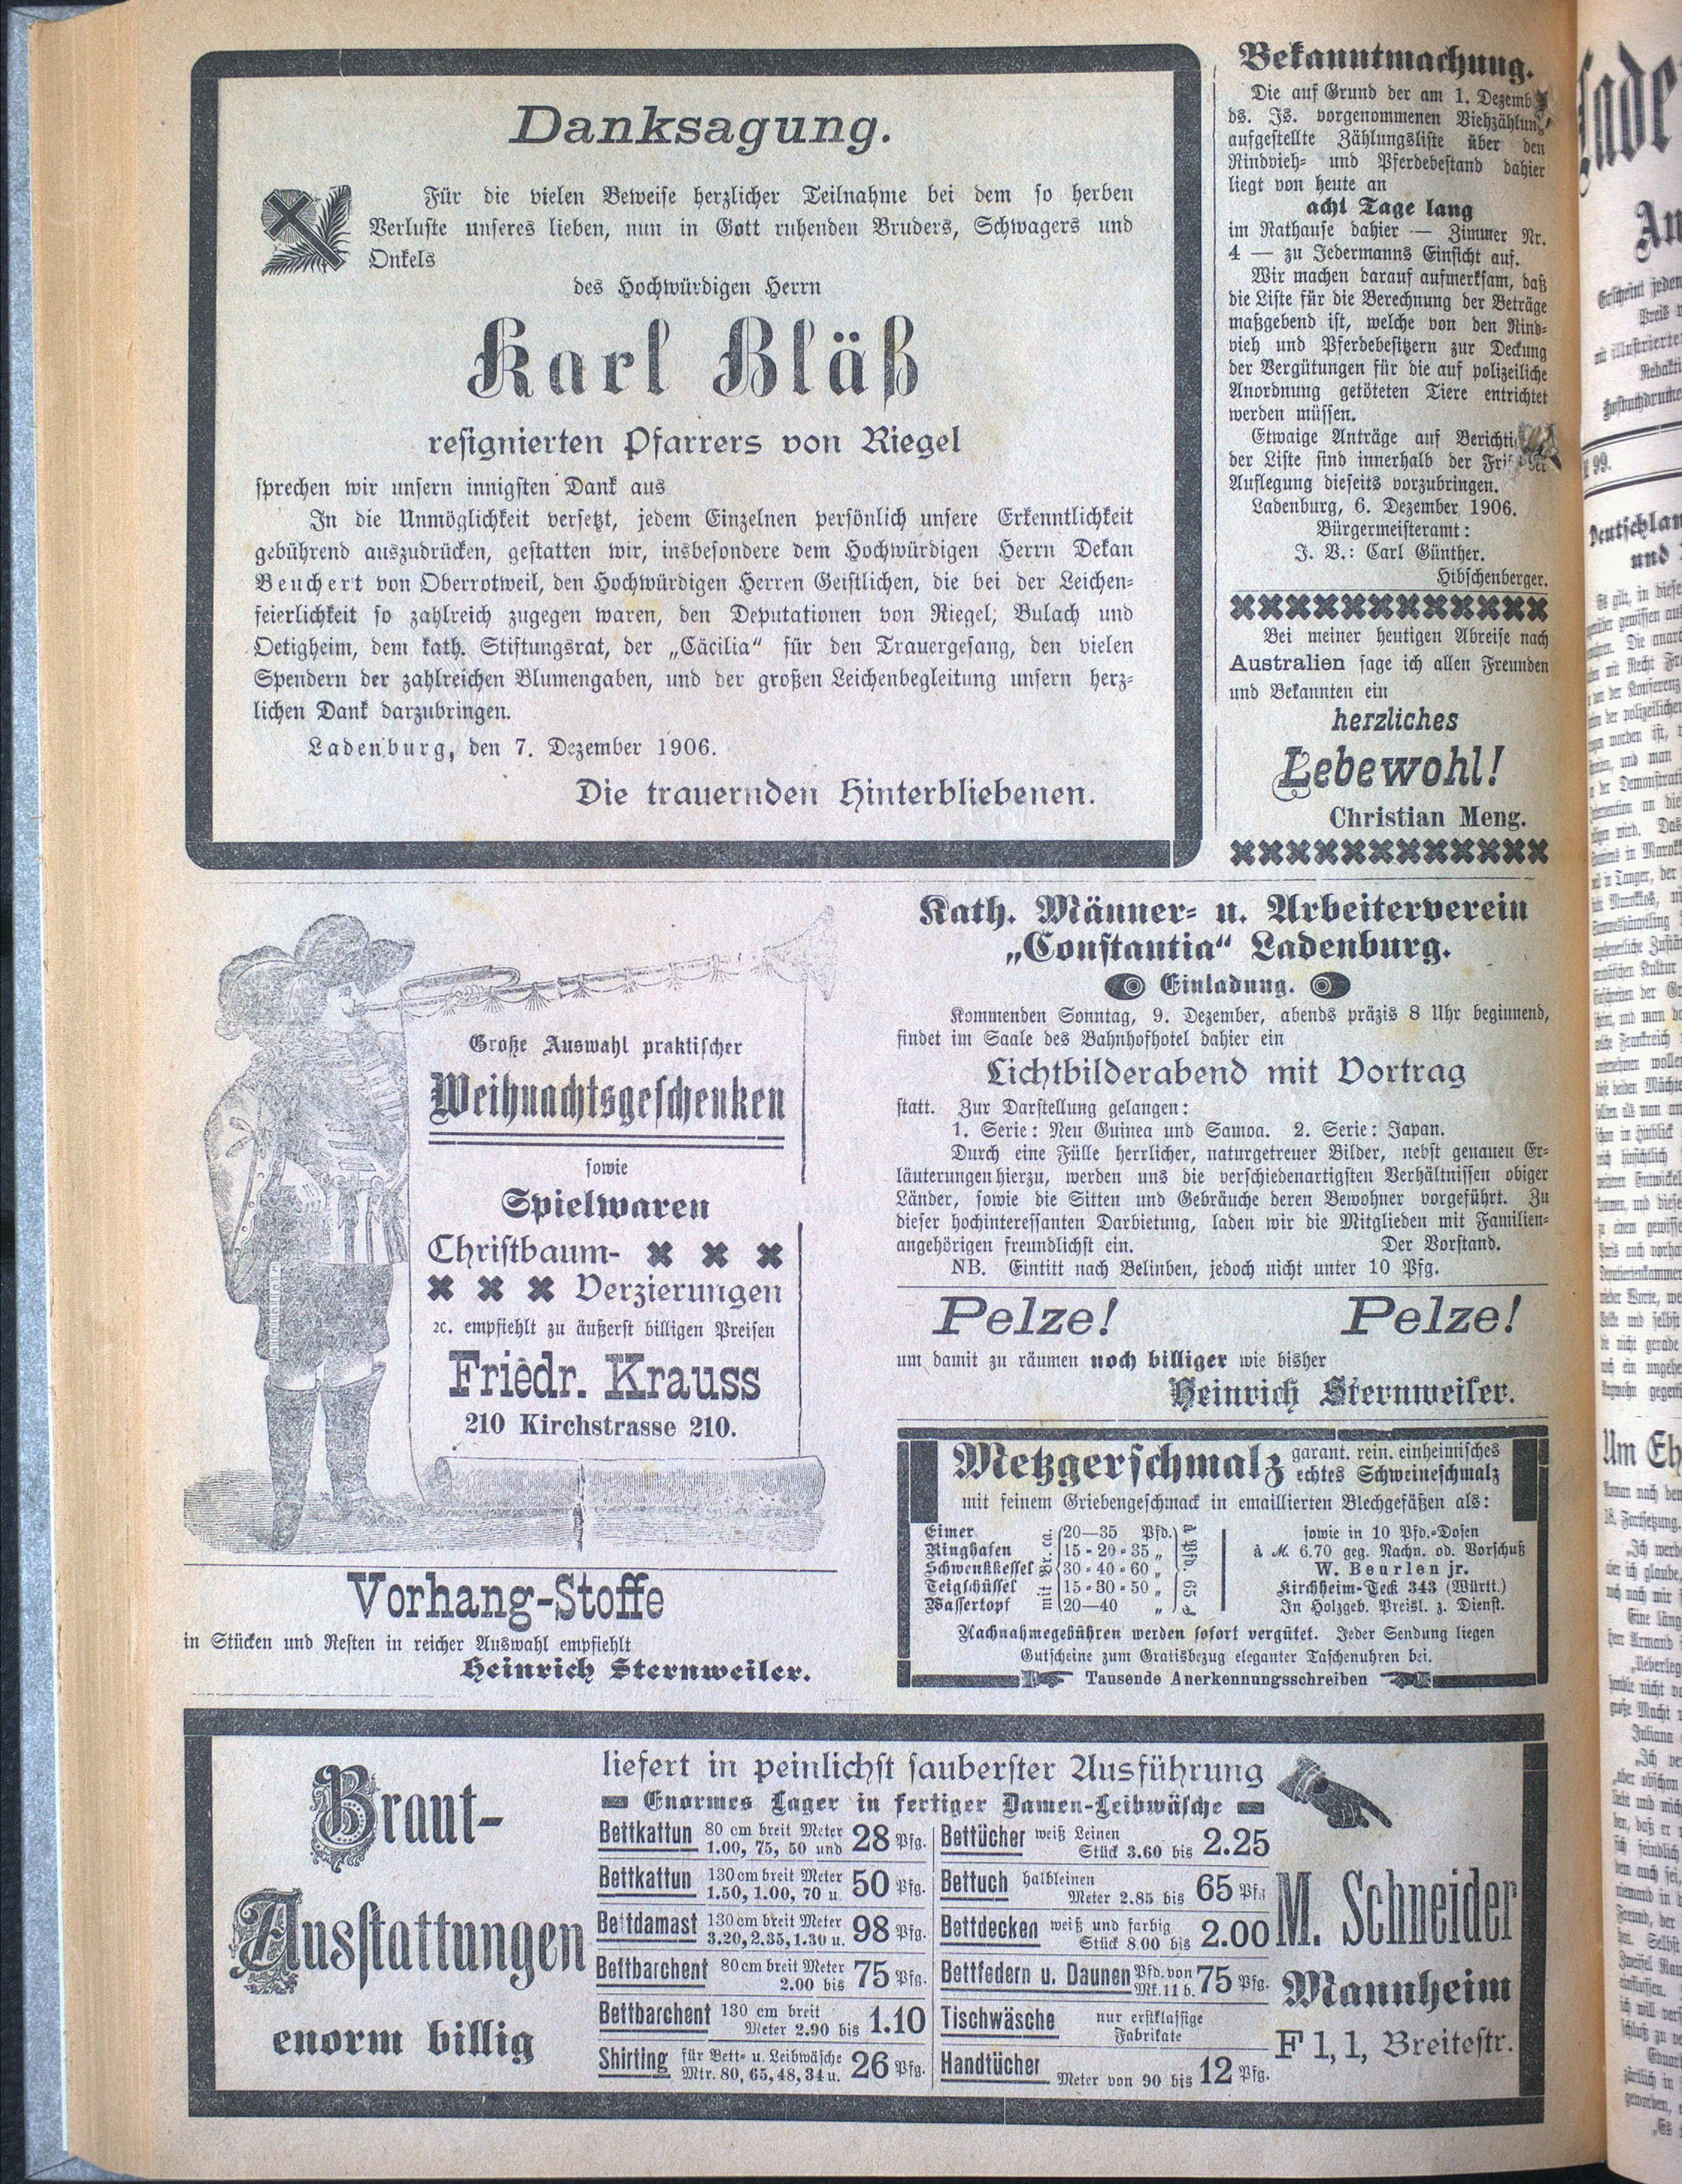 Danksagung.
Für die vielen Beweise herzlicher Teilnahme bei dem so herben
Verluste unseres lieben, nun in Gott ruhenden Bruders, Schwagers und
Onkels
des Hochwürdigen Herrn
Karl Bläß
resignierten Pfarrers von Riegel
sprechen wir unsern innigsten Dank aus
In die Unmöglichkeit versetzt, jedem Einzelnen persönlich unsere Erkenntlichkeit
gebührend auszudrücken, gestatten wir, insbesondere dem Hochwürdigen Herrn Dekan
Beuchert von Oberrotweil, den Hochwürdigen Herren Geistlichen, die bei der Leichen-
feierlichkeit so zahlreich zugegen waren, den Deputationen von Riegel, Bulach und
Oetigheim, dem kath. Stiftungsrat, der „Cäcilia“ für den Trauergesang, den vielen
Spendern der zahlreichen Blumengaben, und der großen Leichenbegleitung unsern herz-
lichen Dank darzubringen.
Ladenburg, den 7. Dezember 1906.
Die trauernden Hinterbliebenen.
Bekanntmachung.
Die auf Grund der am 1. Dezemb
ds. Js. vorgenommenen Viehzählung
aufgestellte Zählungsliste über den
Rindvieh- und Pferdebestand dahier
liegt von heute an
acht Tage lang
im Rathause dahier — Zimmer Nr.
4 — zu Jedermanns Einsicht auf.
Wir machen darauf aufmerksam, daß
die Liste für die Berechnung der Beträge
maßgebend ist, welche von den Rind-
vieh und Pferdebesitzern zur Deckung
der Vergütungen für die auf polizeiliche
Anordnung getöteten Tiere entrichtet
werden müssen.
Etwaige Anträge auf Berichti
der Liste sind innerhalb der Frist der
Auflegung dieseits vorzubringen.
Ladenburg, 6. Dezember 1906.
Bürgermeisteramt:
J. V.: Carl Günther.
Hibschenberger.
Bei meiner heutigen Abreise nach
Australien sage ich allen Freunden
und Bekannten ein
herzliches
Lebewohl!
Christian Meng.
Große Auswahl praktischer
Weihnachtsgeschenken
sowie
Spielwaren
Christbaum-
Verzierungen
ꝛc. empfiehlt zu äußerst billigen Preisen
Friedr. Krauss
210 Kirchstrasse 210.
Vorhang-Stoffe
in Stücken und Resten in reicher Auswahl empfiehlt
Heinrich Sternweiler.
Kath. Männer- u. Arbeiterverein
„Constantia“ Ladenburg.
Einladung.
Kommenden Sonntag, 9. Dezember, abends präzis 8 Uhr beginnend,
findet im Saale des Bahnhofhotel dahier ein
Lichtbilderabend mit Vortrag
statt. Zur Darstellung gelangen:
1. Serie: Neu Guinea und Samoa. 2. Serie: Japan.
Durch eine Fülle herrlicher, naturgetreuer Bilder, nebst genauen Er-
läuterungen hierzu, werden uns die verschiedenartigsten Verhältnissen obiger
Länder, sowie die Sitten und Gebräuche deren Bewohner vorgeführt. Zu
dieser hochinteressanten Darbietung, laden wir die Mitglieden mit Familien-
angehörigen freundlichst ein. Der Vorstand.
NB. Eintitt nach Belinben, jedoch nicht unter 10 Pfg.
Pelze! Pelze!
um damit zu räumen noch billiger wie bisher
Heinrich Sternweiler.
Metzgerschmalz garant. rein. einheimisches
echtes Schweineschmalz
mit feinem Griebengeschmack in emaillierten Blechgefäßen als:
Eimer 20—35 Pfd.
Ringhafen 15-20-35 „
Schwenkkessel 30-40-60 „
Teigschüssel 15-30-50 „
Wassertopf 20—40 „
mit Br. ca.
à Pfd. 65 ₰
sowie in 10 Pfd.-Dosen
à M. 6.70 geg. Nachn. od. Vorschuß
W. Beurlen jr.
Kirchheim-Teck 343 (Württ.)
In Holzgeb. Preisl. z. Dienst.
Nachnahmegebühren werden sofort vergütet. Jeder Sendung liegen
Gutscheine zum Gratisbezug eleganter Taschenuhren bei.
Tausende Anerkennungsschreiben
Braut-
Ausstattungen
enorm billig
liefert in peinlichst sauberster Ausführung
Enormes Lager in fertiger Damen-Leibwäsche
Bettkattun 80 cm breit Meter 1.00, 75, 50 und 28 Pfg.
Bettkattun 130 cm breit Meter 1.50, 1.00, 70 u. 50 Pfg.
Bettdamast 130 cm breit Meter 3.20, 2.35, 1.30 u. 98 Pfg.
Bettbarchent 80 cm breit Meter 2.00 bis 75 Pfg.
Bettbarchent 130 cm breit Meter 2.90 bis 1.10
Shirting für Bett- u. Leibwäsche Mtr. 80, 65, 48, 34 u. 26 Pfg.
Bettücher weiß Leinen Stück 3.60 bis 2.25
Bettuch halbleinen Meter 2.85 bis 65 Pfg
Bettdecken weiß und farbig Stück 8.00 bis 2.00
Bettfedern u. Daunen Pfd. von Mk. 11 b. 75 Pfg.
Tischwäsche nur erstklassige Fabrikate
Handtücher Meter von 90 bis 12 Pfg.
M. Schneider
Mannheim
F 1, 1, Breitestr.